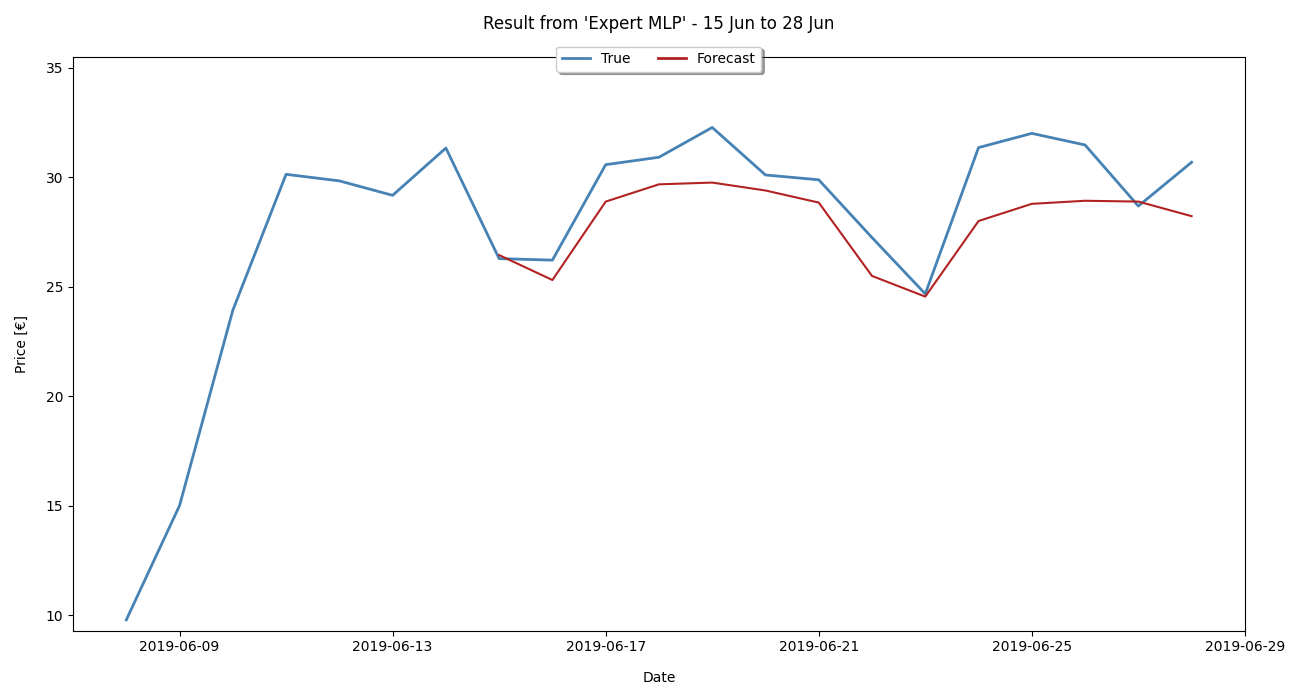 Result from 'Expert MLP' - 15 Jun to 28 Jun
True Forecast
35
30
25
20
15
10
Price [€]
2019-06-09 2019-06-13 2019-06-17 2019-06-21 2019-06-25 2019-06-29
Date